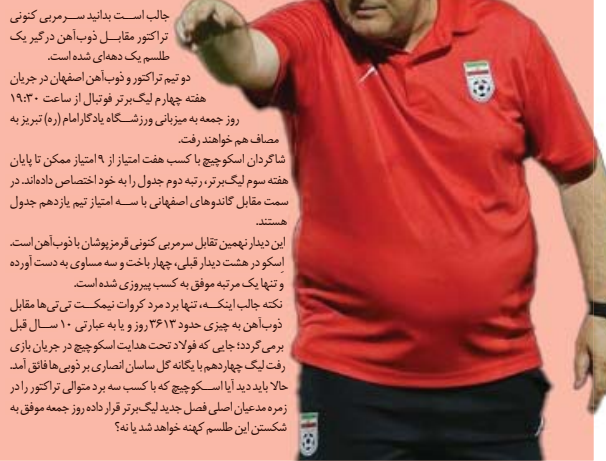 جالب است بدانید سرمربی کنونی
تراکتور مقابل ذوب‌آهن درگیر یک
طلسم یک دهه‌ای شده است.
دو تیم تراکتور و ذوب‌آهن اصفهان در جریان
هفته چهارم لیگ‌برتر فوتبال از ساعت ۱۹:۳۰
روز جمعه به میزبانی ورزشگاه یادگار امام (ره) تبریز به
مصاف هم خواهند رفت.
شاگردان اسکوچیچ با کسب هفت امتیاز از ۹ امتیاز ممکن تا پایان
هفته سوم لیگ‌برتر، رتبه دوم جدول را به خود اختصاص داده‌اند. در
سمت مقابل گاندوهای اصفهانی با سه امتیاز تیم یازدهم جدول
هستند.
این دیدار نهمین تقابل سرمربی کنونی قرمزپوشان با ذوب‌آهن است.
اِسکو در هشت دیدار قبلی، چهار باخت و سه مساوی به دست آورده
و تنها یک مرتبه موفق به کسب پیروزی شده است.
نکته جالب اینکه، تنها برد مرد کروات نیمکت تی‌تی‌ها مقابل
ذوب‌آهن به چیزی حدود ۳۶۱۳ روز و یا به عبارتی ۱۰ سال قبل
برمی‌گردد؛ جایی که فولاد تحت هدایت اسکوچیچ در جریان بازی
رفت لیگ چهاردهم با یگانه گل ساسان انصاری بر ذوبی‌ها فائق آمد.
حالا باید دید آیا اسکوچیچ که با کسب سه برد متوالی تراکتور را در
زمره مدعیان اصلی فصل جدید لیگ‌برتر قرار داده روز جمعه موفق به
شکستن این طلسم کهنه خواهد شد یا نه؟